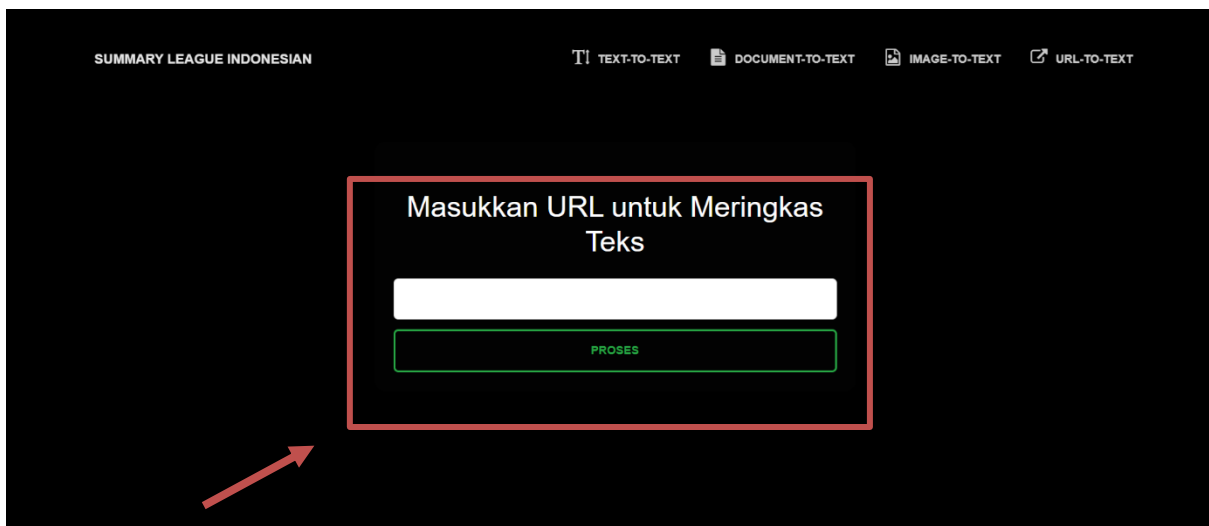 SUMMARY LEAGUE INDONESIAN
TEXT-TO-TEXT
DOCUMENT-TO-TEXT
IMAGE-TO-TEXT
URL-TO-TEXT
Masukkan URL untuk Meringkas
Teks
PROSES